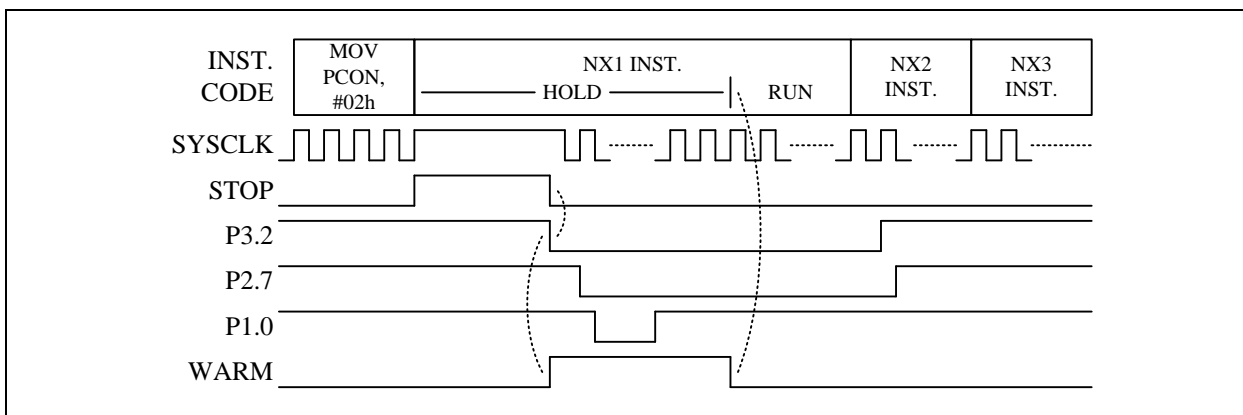 INST.
CODE
MOV
PCON,
#02h
NX1 INST.
HOLD
RUN
NX2
INST.
NX3
INST.
SYSCLK
STOP
P3.2
P2.7
P1.0
WARM